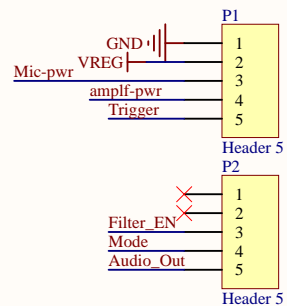 P1
GND 1
VREG 2
Mic-pwr 3
amplf-pwr 4
Trigger 5
Header 5
P2
1
2
Filter_EN 3
Mode 4
Audio_Out 5
Header 5